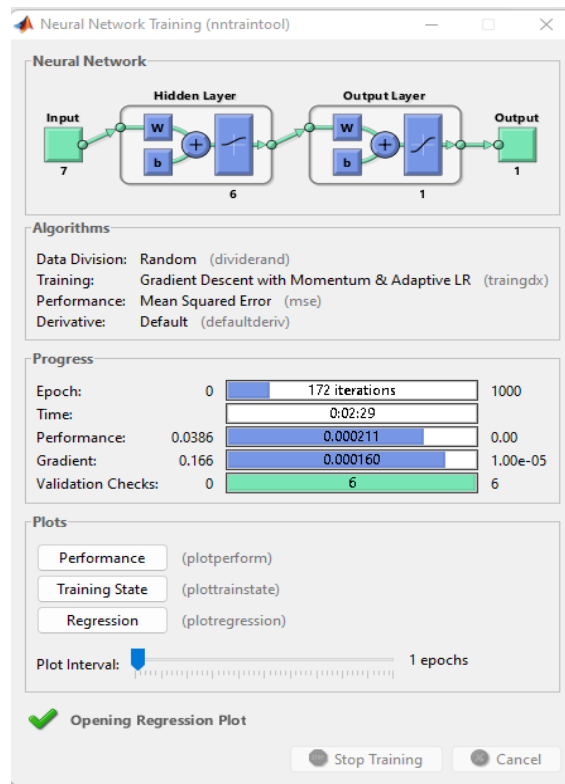 Neural Network Training (nntraintool)
Neural Network
Hidden Layer Output Layer
Input Output
W W
+ +
b b
7 6 1 1
Algorithms
Data Division: Random (dividerand)
Training: Gradient Descent with Momentum & Adaptive LR (traingdx)
Performance: Mean Squared Error (mse)
Derivative: Default (defaultderiv)
Progress
Epoch: 0 172 iterations 1000
Time: 0:02:29
Performance: 0.0386 0.000211 0.00
Gradient: 0.166 0.000160 1.00e-05
Validation Checks: 0 6 6
Plots
Performance (plotperform)
Training State (plottrainstate)
Regression (plotregression)
Plot Interval: 1 epochs
Opening Regression Plot
Stop Training Cancel